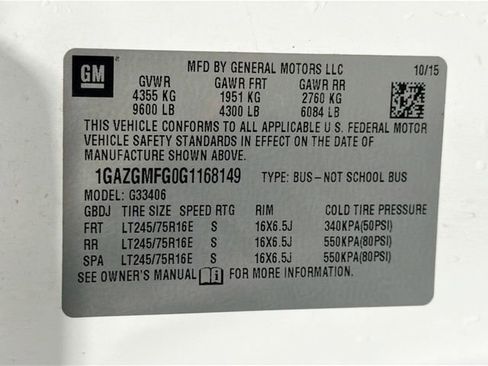 GM
MFD BY GENERAL MOTORS LLC 10/15
GVWR GAWR FRT GAWR RR
4355 KG 1951 KG 2760 KG
9600 LB 4300 LB 6084 LB
THIS VEHICLE CONFORMS TO ALL APPLICABLE U.S. FEDERAL MOTOR
VEHICLE SAFETY STANDARDS IN EFFECT ON THE DATE OF
MANUFACTURE SHOWN ABOVE.
1GAZGMFG0G1168149 TYPE: BUS-NOT SCHOOL BUS
MODEL: G33406
GBDJ TIRE SIZE SPEED RTG RIM COLD TIRE PRESSURE
FRT LT245/75R16E S 16X6.5J 340KPA(50PSI)
RR LT245/75R16E S 16X6.5J 550KPA(80PSI)
SPA LT245/75R16E S 16X6.5J 550KPA(80PSI)
SEE OWNER'S MANUAL FOR MORE INFORMATION.